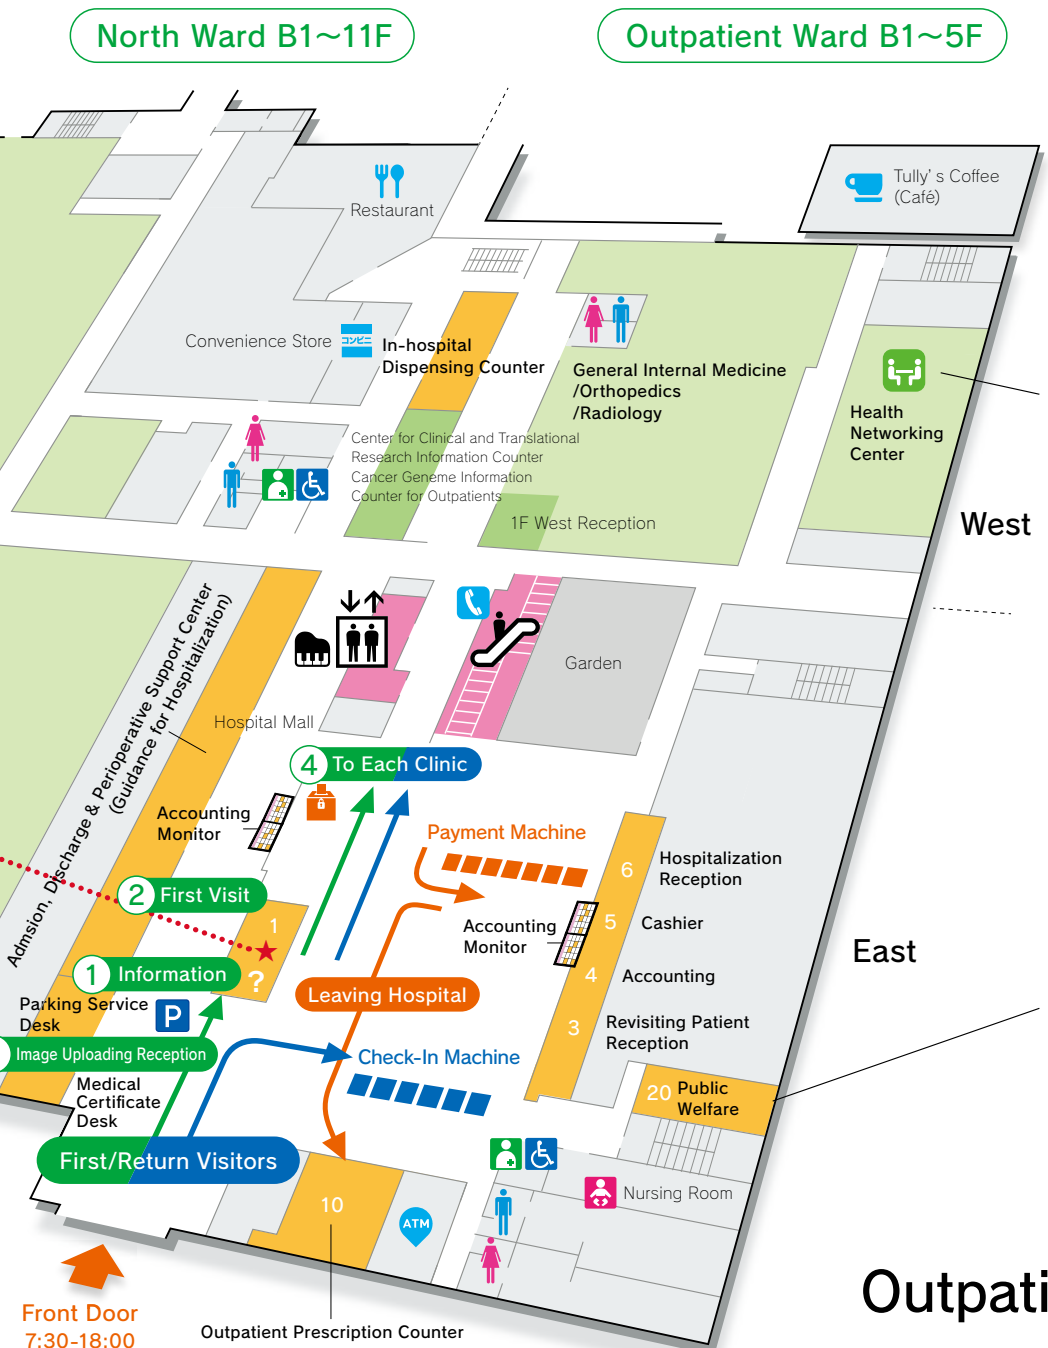 North Ward B1～11F
Outpatient Ward B1～5F
Tully's Coffee
(Café)
Restaurant
Convenience Store
コンビニ
In-hospital
Dispensing Counter
General Internal Medicine
/Orthopedics
/Radiology
Health
Networking
Center
Center for Clinical and Translational
Research Information Counter
Cancer Geneme Information
Counter for Outpatients
1F West Reception
West
Admsion, Discharge & Perioperative Support Center
(Guidance for Hospitalization)
Garden
Hospital Mall
4 To Each Clinic
Accounting
Monitor
Payment Machine
6
Hospitalization
Reception
2 First Visit
1
Accounting
Monitor
5
Cashier
East
1 Information
?
4
Accounting
Leaving Hospital
Parking Service
Desk
P
3
Revisiting Patient
Reception
Image Uploading Reception
Check-In Machine
Medical
Certificate
Desk
20
Public
Welfare
First/Return Visitors
Nursing Room
10
ATM
Front Door
7:30-18:00
Outpatient Prescription Counter
Outpati